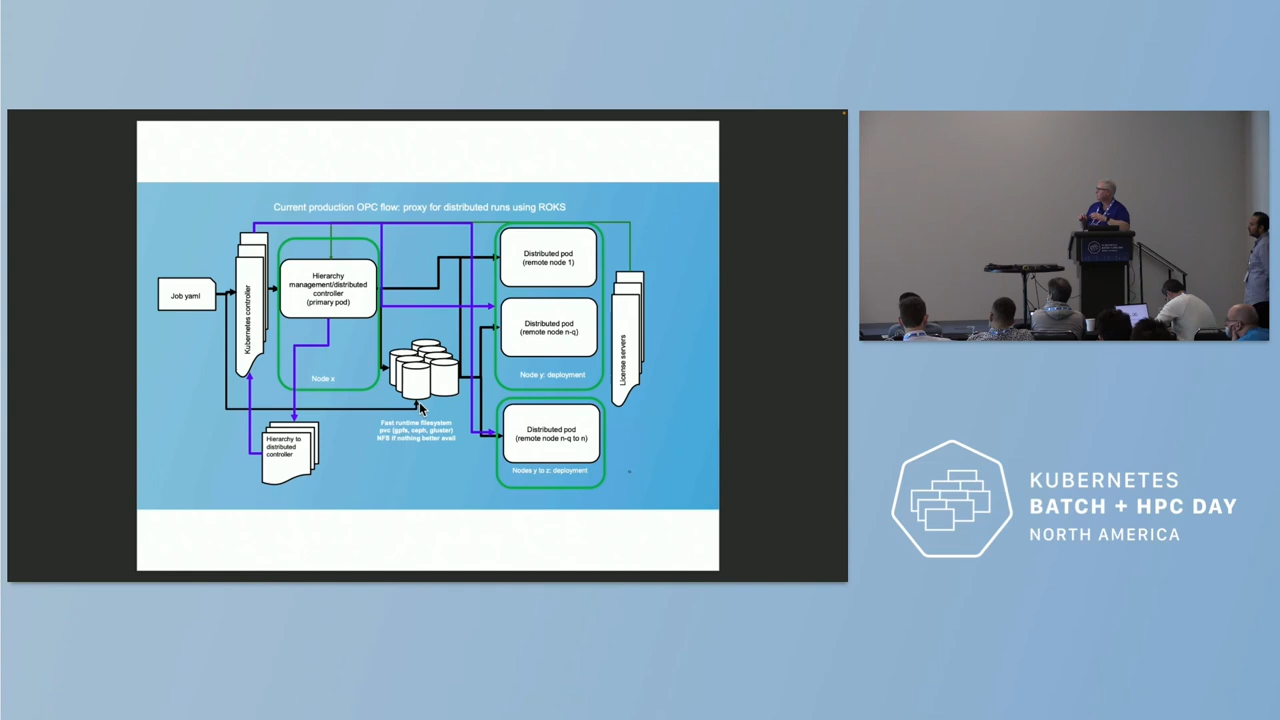 Current production OPC flow: proxy for distributed runs using ROKS
Job yaml
Kubernetes controller
Hierarchy
management/distributed
controller
(primary pod)
Node x
Hierarchy to
distributed
controller
Fast runtime filesystem
pvc (gpfs, ceph, gluster)
NFS if nothing better avail
Distributed pod
(remote node 1)
Distributed pod
(remote node n-q)
Node y: deployment
Distributed pod
(remote node n-q to n)
Nodes y to z: deployment
License servers
KUBERNETES
BATCH + HPC DAY
NORTH AMERICA